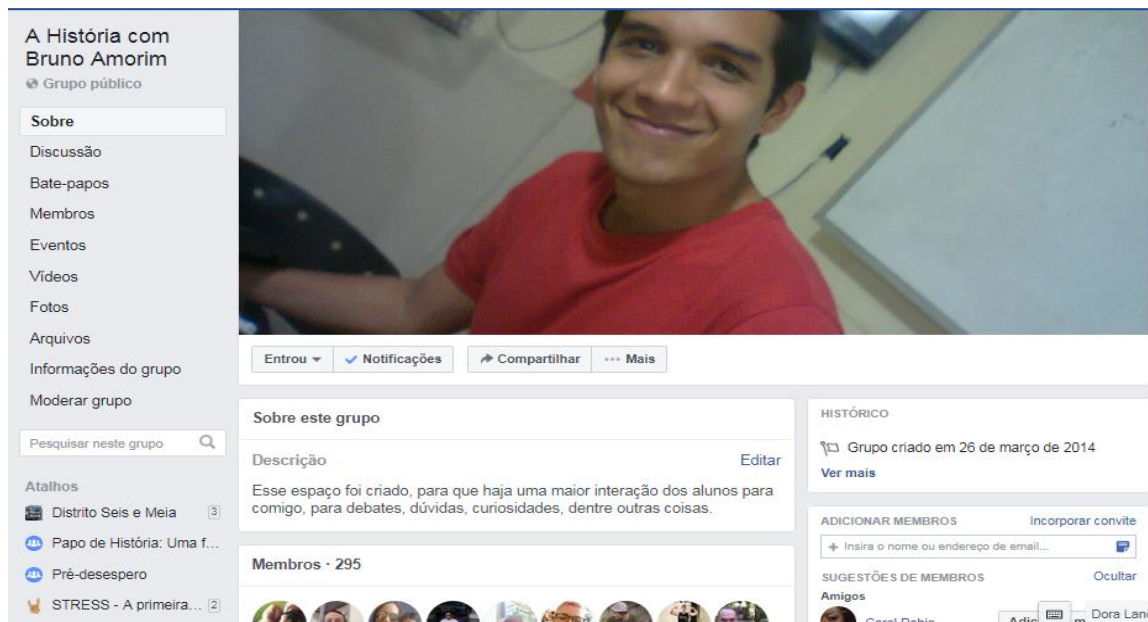 A História com
Bruno Amorim
Grupo público
Sobre
Discussão
Bate-papos
Membros
Eventos
Vídeos
Fotos
Arquivos
Informações do grupo
Moderar grupo
Pesquisar neste grupo
Atalhos
Distrito Seis e Meia 3
Papo de História: Uma f...
Pré-desespero
STRESS - A primeira... 2
Entrou Notificações Compartilhar Mais
Sobre este grupo
Descrição Editar
Esse espaço foi criado, para que haja uma maior interação dos alunos para
comigo, para debates, dúvidas, curiosidades, dentre outras coisas.
Membros · 295
HISTÓRICO
Grupo criado em 26 de março de 2014
Ver mais
ADICIONAR MEMBROS Incorporar convite
+ Insira o nome ou endereço de email...
SUGESTÕES DE MEMBROS Ocultar
Amigos
Dora Land